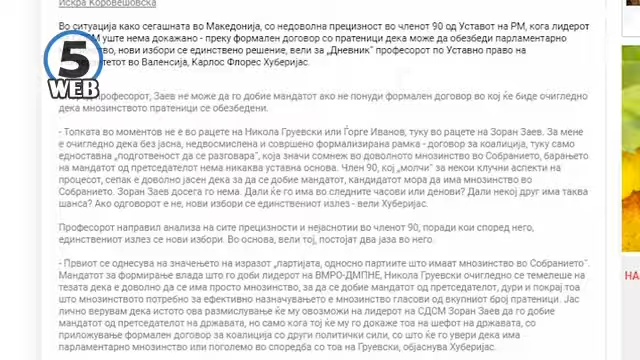 Искра Коровешовска
Во ситуација како сегашната во Македонија, со недоволна прецизност во членот 90 од Уставот на РМ, кога лидерот
М уште нема докажано - преку формален договор со пратеници дека може да обезбеди парламентарно
ство, нови избори се единствено решение, вели за „Дневник“ професорот по Уставно право на
тетот во Валенсија, Карлос Флорес Хуберијас.
5
WEB
професорот, Заев не може да го добие мандатот ако не понуди формален договор во кој ќе биде очигледно
дека мнозинството пратеници се обезбедени.
- Топката во моментов не е во рацете на Никола Груевски или Ѓорге Иванов, туку во рацете на Зоран Заев. За мене
е очигледно дека без јасна, недвосмислена и совршено формализирана рамка - договор за коалиција, туку само
едноставна „подготвеност да се разговара“, која значи сомнеж во доволното мнозинство во Собранието, барањето
на мандатот од претседателот нема никаква уставна основа. Член 90, кој „молчи“ за некои клучни аспекти на
процесот, сепак е доволно јасен дека за да се добие мандатот, кандидатот мора да има мнозинство во
Собранието. Зоран Заев досега го нема. Дали ќе го има во следните часови или денови? Дали некој друг има таква
шанса? Ако одговорот е не, нови избори се единствениот излез - вели Хуберијас.
Професорот направил анализа на сите прецизности и нејаснотии во членот 90, поради кои според него,
единствениот излез се нови избори. Во основа, вели тој, постојат два јаза во него.
- Првиот се однесува на значењето на изразот „партијата, односно партиите што имаат мнозинство во Собранието“.
Мандатот за формирање влада што го доби лидерот на ВМРО-ДМПНЕ, Никола Груевски очигледно се темелеше на
тезата дека е доволно да се има просто мнозинство, за да се добие мандат од претседателот, дури и покрај тоа
што мнозинството потребно за ефективно назначувањето е мнозинство гласови од вкупниот број пратеници. Јас
лично верувам дека истото ова размислување ќе му овозможи на лидерот на СДСМ Зоран Заев да го добие
мандатот од претседателот на државата, но само кога тој ќе му го докаже тоа на шефот на државата, со
приложување формален договор за коалиција со други политички сили, со што ќе го увери дека има
парламентарно мнозинство или поголемо во споредба со тоа на Груевски, објаснува Хуберијас.
НА